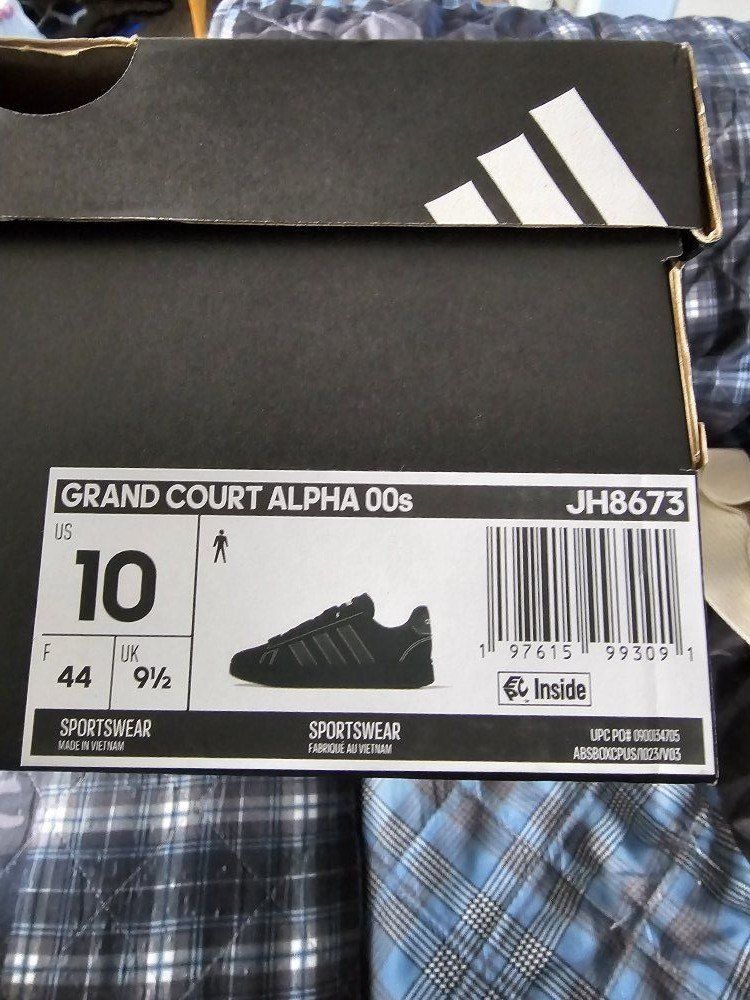 GRAND COURT ALPHA 00s JH8673
US
10
F
44
UK
9½
1 97615 99309 1
Inside
SPORTSWEAR
MADE IN VIETNAM
SPORTSWEAR
FABRIQUÉ AU VIETNAM
UPC PO# 0900134705
ABSBOXCPUS/1023/V03